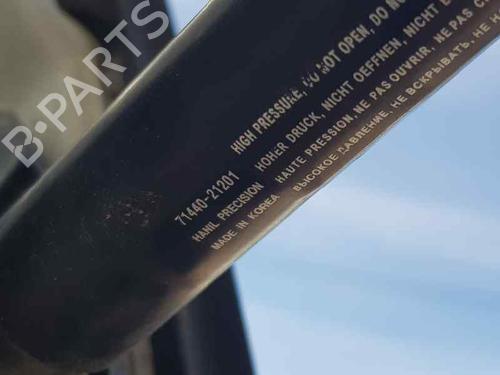 B-PARTS
71440-21201
HANIL PRECISION
MADE IN KOREA
HIGH PRESSURE, DO NOT OPEN, DO
HOHER DRUCK, NICHT OEFFNEN, NICHT
HAUTE PRESSION, NE PAS OUVRIR. NE PAS
ВЫСОКОЕ ДАВЛЕНИЕ. НЕ ВСКРЫВАТЬ. НЕ